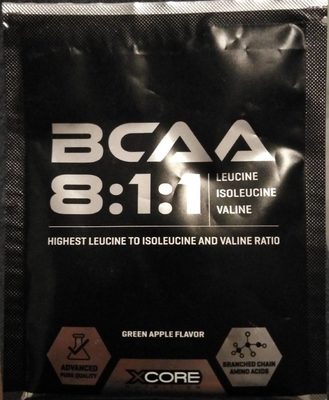 BCAA
8:1:1
LEUCINE
ISOLEUCINE
VALINE
HIGHEST LEUCINE TO ISOLEUCINE AND VALINE RATIO
GREEN APPLE FLAVOR
ADVANCED
PURE QUALITY
XCORE
BRANCHED CHAIN
AMINO ACIDS